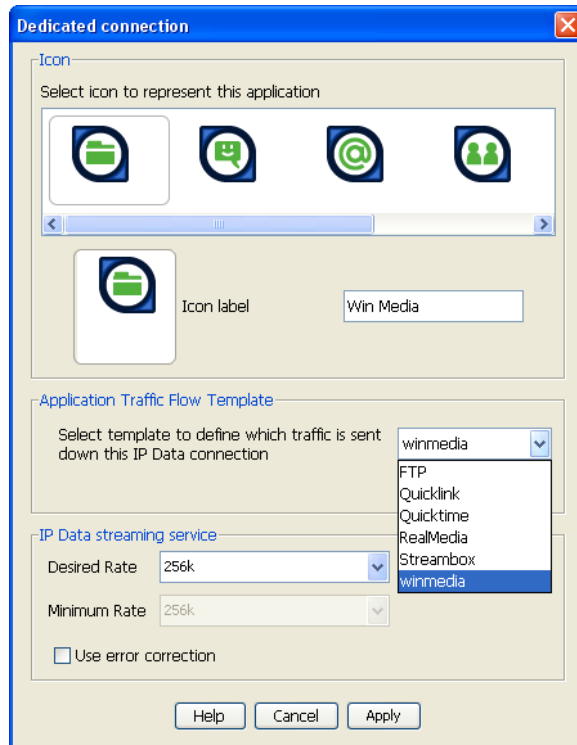 Dedicated connection
Icon
Select icon to represent this application
Icon label
Win Media
Application Traffic Flow Template
Select template to define which traffic is sent
down this IP Data connection
winmedia
FTP
Quicklink
Quicktime
RealMedia
Streambox
winmedia
IP Data streaming service
Desired Rate
256k
Minimum Rate
256k
Use error correction
Help
Cancel
Apply